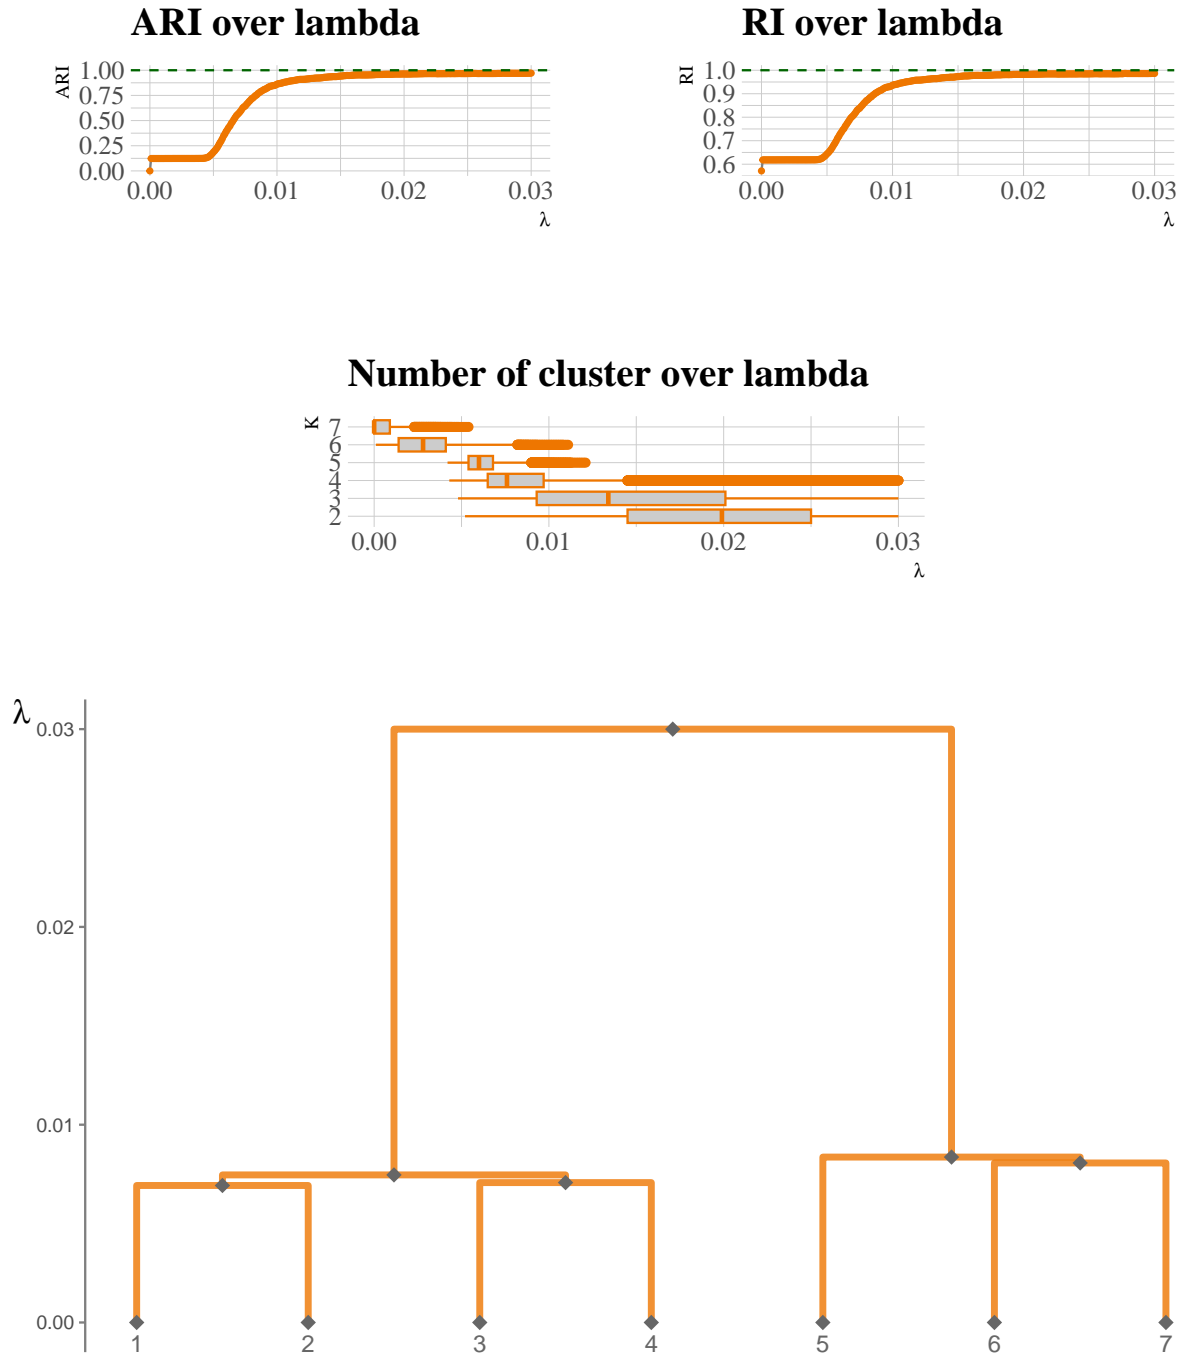 ARI over lambda
ARI
1.00
0.75
0.50
0.25
0.00
0.00 0.01 0.02 0.03
λ
RI over lambda
RI
1.0
0.9
0.8
0.7
0.6
0.00 0.01 0.02 0.03
λ
Number of cluster over lambda
K
7
6
5
4
3
2
0.00 0.01 0.02 0.03
λ
λ
0.03
0.02
0.01
0.00
1 2 3 4 5 6 7